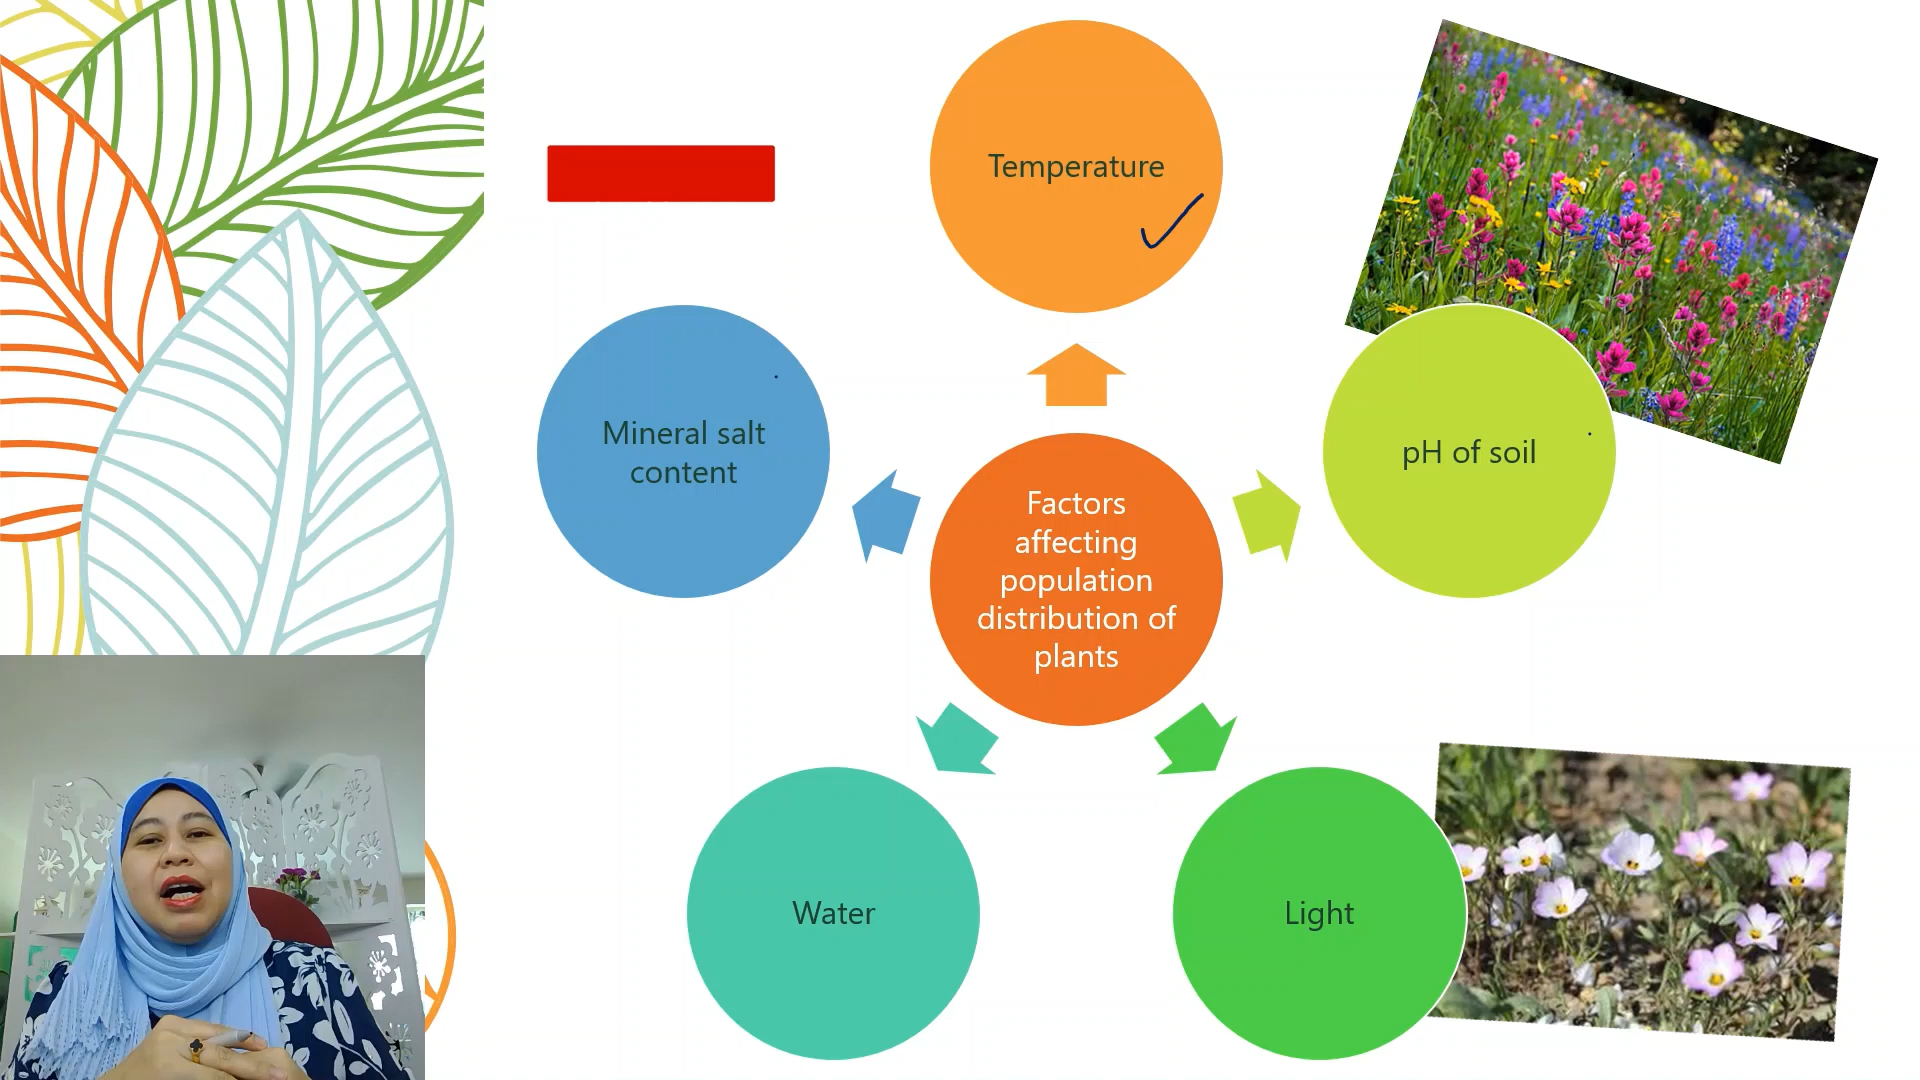 Temperature
Mineral salt
content
pH of soil
Factors
affecting
population
distribution of
plants
Water
Light